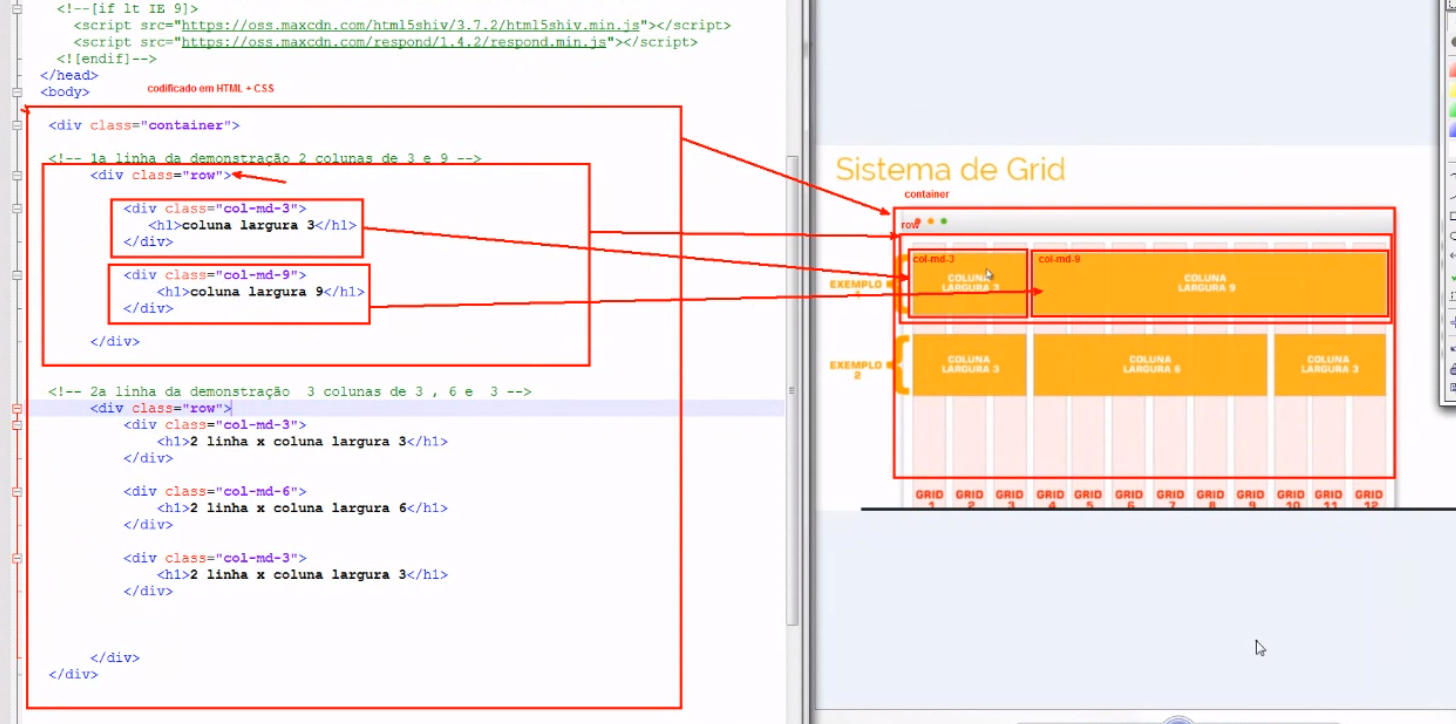 <!--[if lt IE 9]>
<script src="https://oss.maxcdn.com/html5shiv/3.7.2/html5shiv.min.js"></script>
<script src="https://oss.maxcdn.com/respond/1.4.2/respond.min.js"></script>
<![endif]-->
</head>
<body>
codificado em HTML + CSS
<div class="container">
<!-- 1a linha da demonstração 2 colunas de 3 e 9 -->
<div class="row">
<div class="col-md-3">
<h1>coluna largura 3</h1>
</div>
<div class="col-md-9">
<h1>coluna largura 9</h1>
</div>
</div>
<!-- 2a linha da demonstração  3 colunas de 3 , 6 e  3 -->
<div class="row">
<div class="col-md-3">
<h1>2 linha x coluna largura 3</h1>
</div>
<div class="col-md-6">
<h1>2 linha x coluna largura 6</h1>
</div>
<div class="col-md-3">
<h1>2 linha x coluna largura 3</h1>
</div>
</div>
</div>
Sistema de Grid
container
row
col-md-3
col-md-9
EXEMPLO
COLUNA
LARGURA 3
COLUNA
LARGURA 9
EXEMPLO
2
COLUNA
LARGURA 3
COLUNA
LARGURA 6
COLUNA
LARGURA 3
GRID GRID GRID GRID GRID GRID GRID GRID GRID GRID GRID GRID
1 2 3 4 5 6 7 8 9 10 11 12